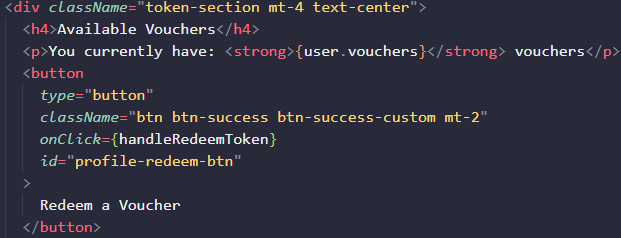 <div className="token-section mt-4 text-center">
<h4>Available Vouchers</h4>
<p>You currently have: <strong>{user.vouchers}</strong> vouchers</p>
<button
type="button"
className="btn btn-success btn-success-custom mt-2"
onClick={handleRedeemToken}
id="profile-redeem-btn"
>
Redeem a Voucher
</button>